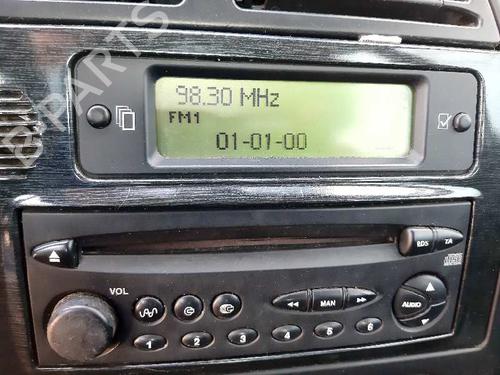 98.30 MHz
FM1
01-01-00
RDS TA
VOL
MAN
AUDIO
1 2 3 4 5 6
B-PARTS